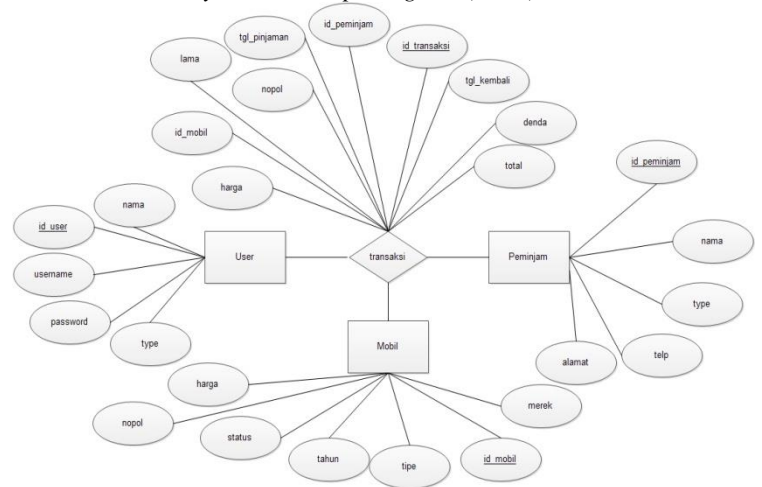 id_peminjam
tgl_pinjaman
id_transaksi
lama
tgl_kembali
nopol
id_mobil
denda
total
id_peminjam
harga
nama
id_user
nama
User
transaksi
Peminjam
username
type
password
type
telp
alamat
Mobil
harga
merek
nopol
status
tahun
tipe
id_mobil